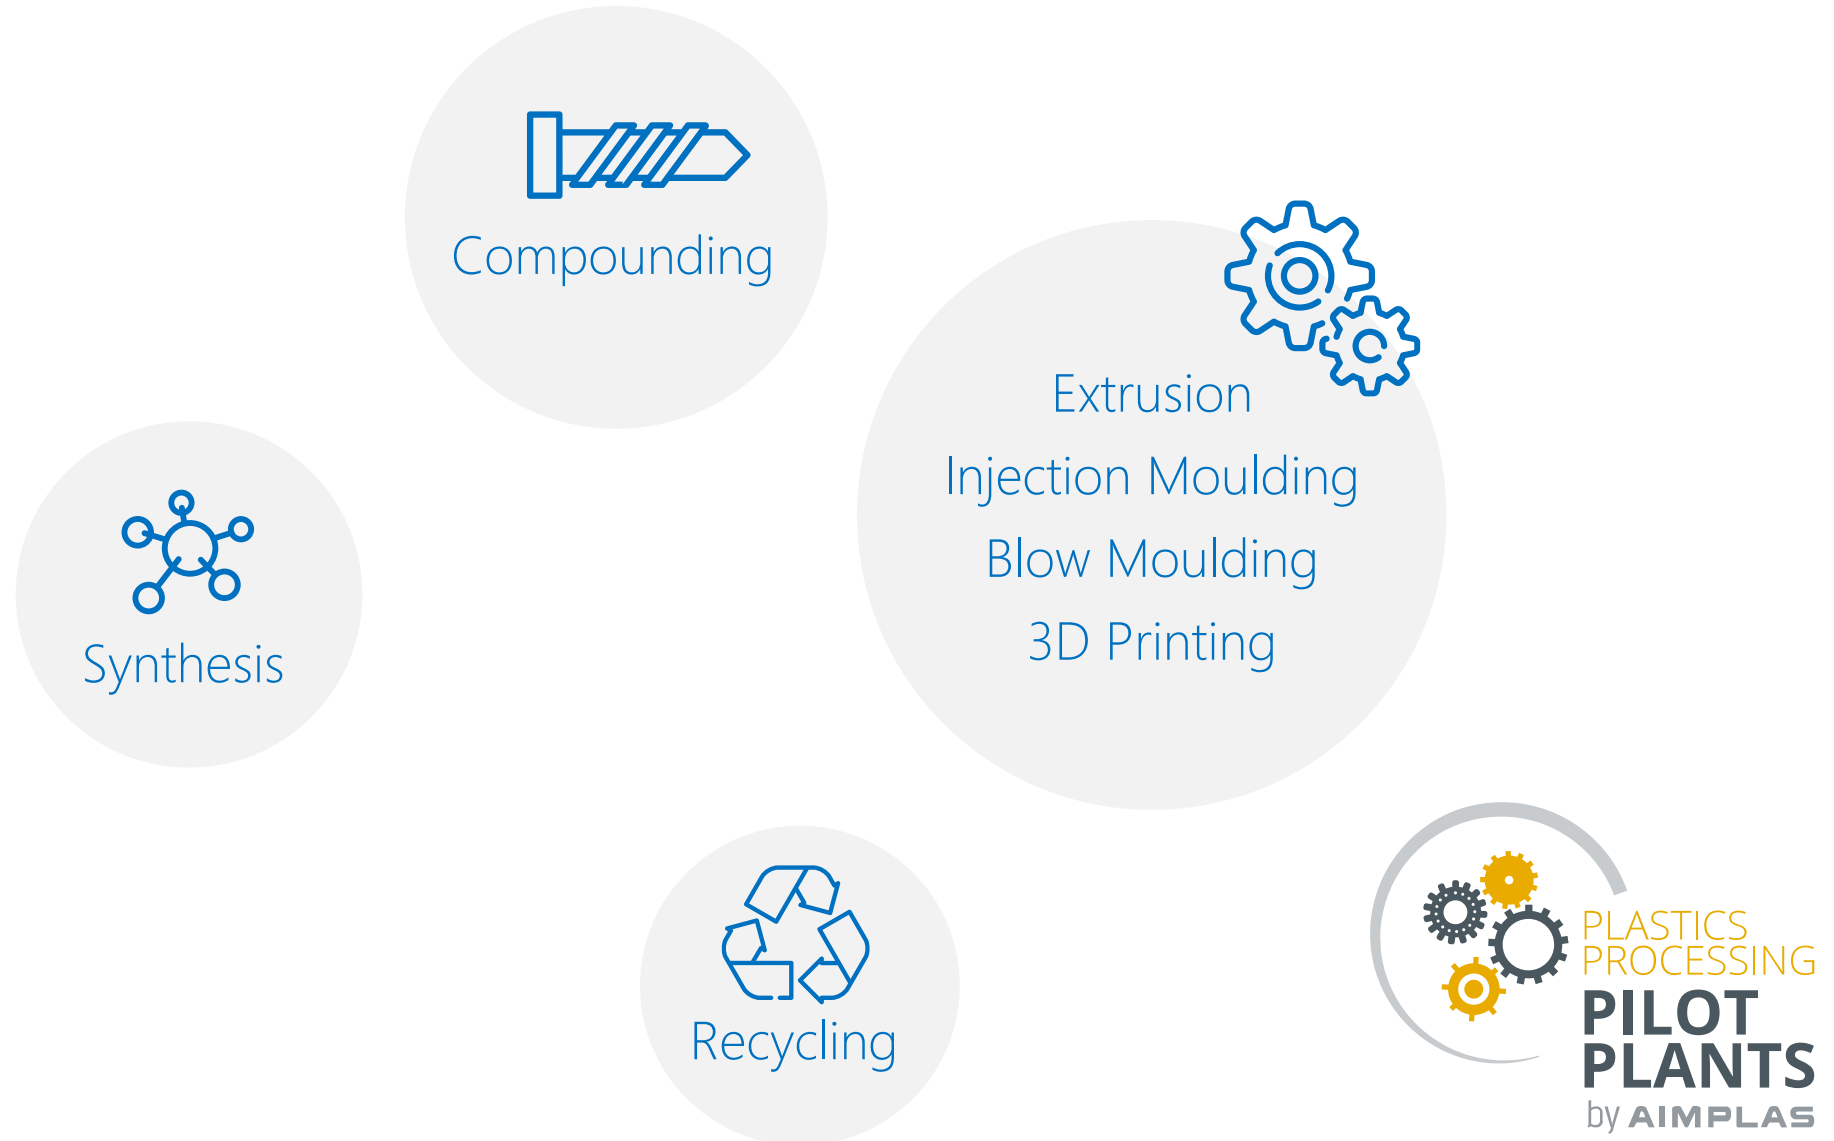 Compounding
Extrusion
Injection Moulding
Blow Moulding
3D Printing
Synthesis
Recycling
PLASTICS
PROCESSING
PILOT
PLANTS
by AIMPLAS